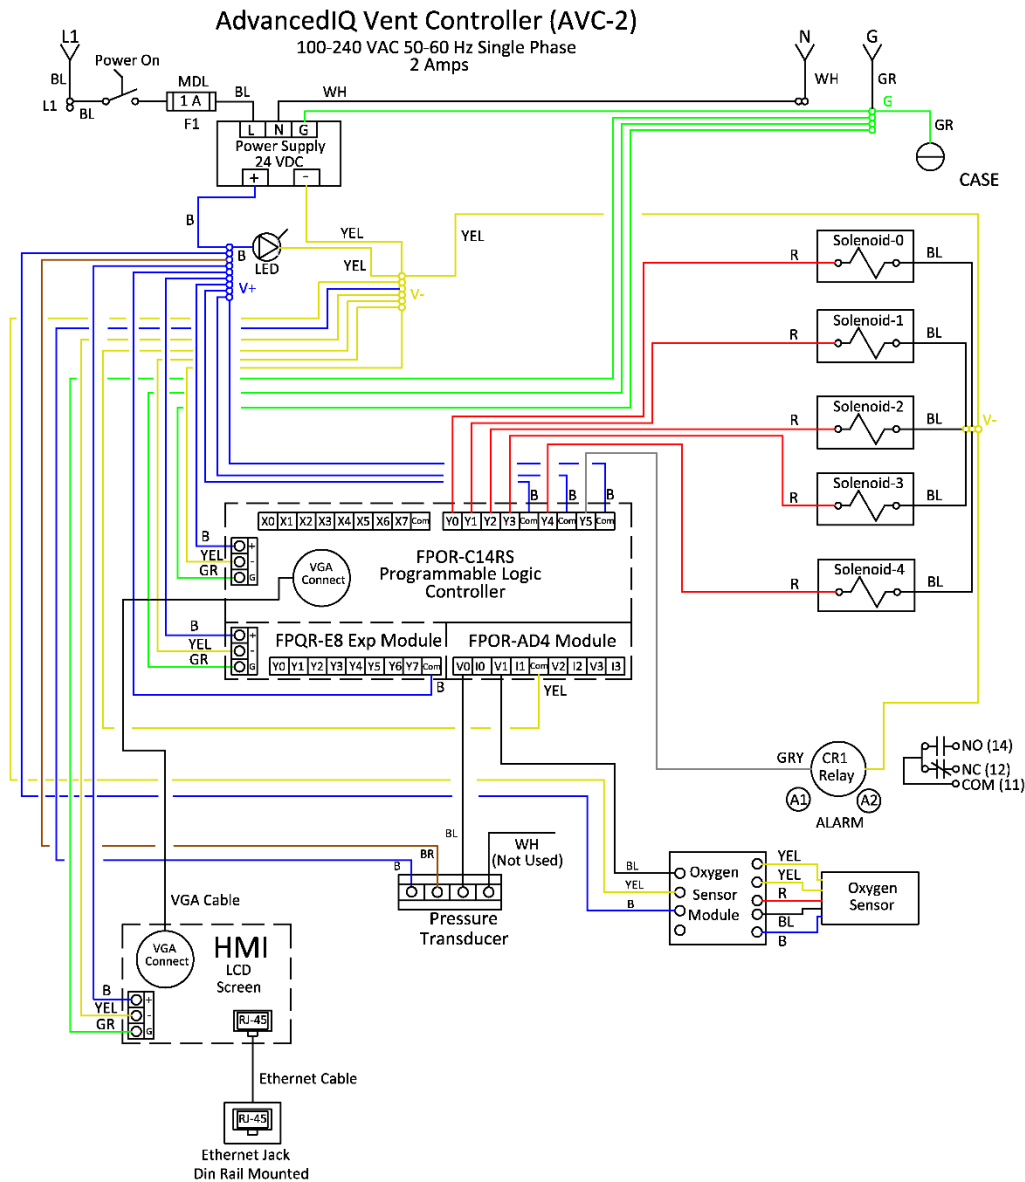 AdvancedIQ Vent Controller (AVC-2)
100-240 VAC 50-60 Hz Single Phase
2 Amps
L1
N
G
Power On
BL
MDL
BL
WH
WH
GR
L1
BL
1 A
G
F1
GR
L N G
Power Supply
24 VDC
+ -
CASE
B
YEL
YEL
B
LED
YEL
V+
V-
Solenoid-0
R
BL
Solenoid-1
R
BL
Solenoid-2
R
BL
V-
Solenoid-3
R
BL
Solenoid-4
R
BL
B B B
X0 X1 X2 X3 X4 X5 X6 X7 Com
Y0 Y1 Y2 Y3 Com Y4 Com Y5 Com
B
+
YEL
-
GR
G
VGA
Connect
FPOR-C14RS
Programmable Logic
Controller
B
+
YEL
-
GR
G
FPQR-E8 Exp Module
FPOR-AD4 Module
Y0 Y1 Y2 Y3 Y4 Y5 Y6 Y7 Com
V0 I0 V1 I1 Com V2 I2 V3 I3
B
YEL
GRY
CR1
Relay
A1
A2
ALARM
NO (14)
NC (12)
COM (11)
BL
BR
B
WH
(Not Used)
Pressure
Transducer
BL
YEL
B
Oxygen
Sensor
Module
YEL
YEL
R
BL
B
Oxygen
Sensor
VGA Cable
VGA
Connect
HMI
LCD
Screen
B
+
YEL
-
GR
G
RJ-45
Ethernet Cable
RJ-45
Ethernet Jack
Din Rail Mounted